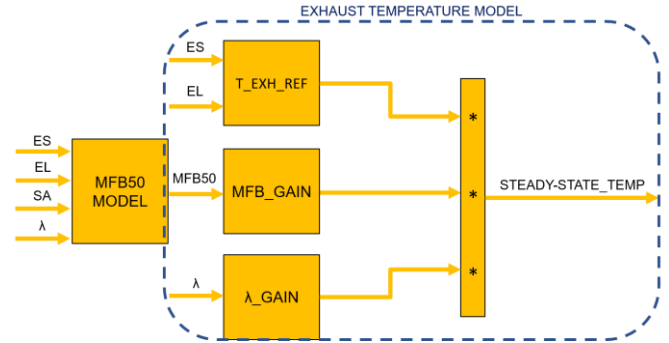 EXHAUST TEMPERATURE MODEL
ES
T_EXH_REF
EL
*
ES
EL
SA
λ
MFB50
MODEL
MFB50
MFB_GAIN
*
STEADY-STATE_TEMP
λ
λ_GAIN
*